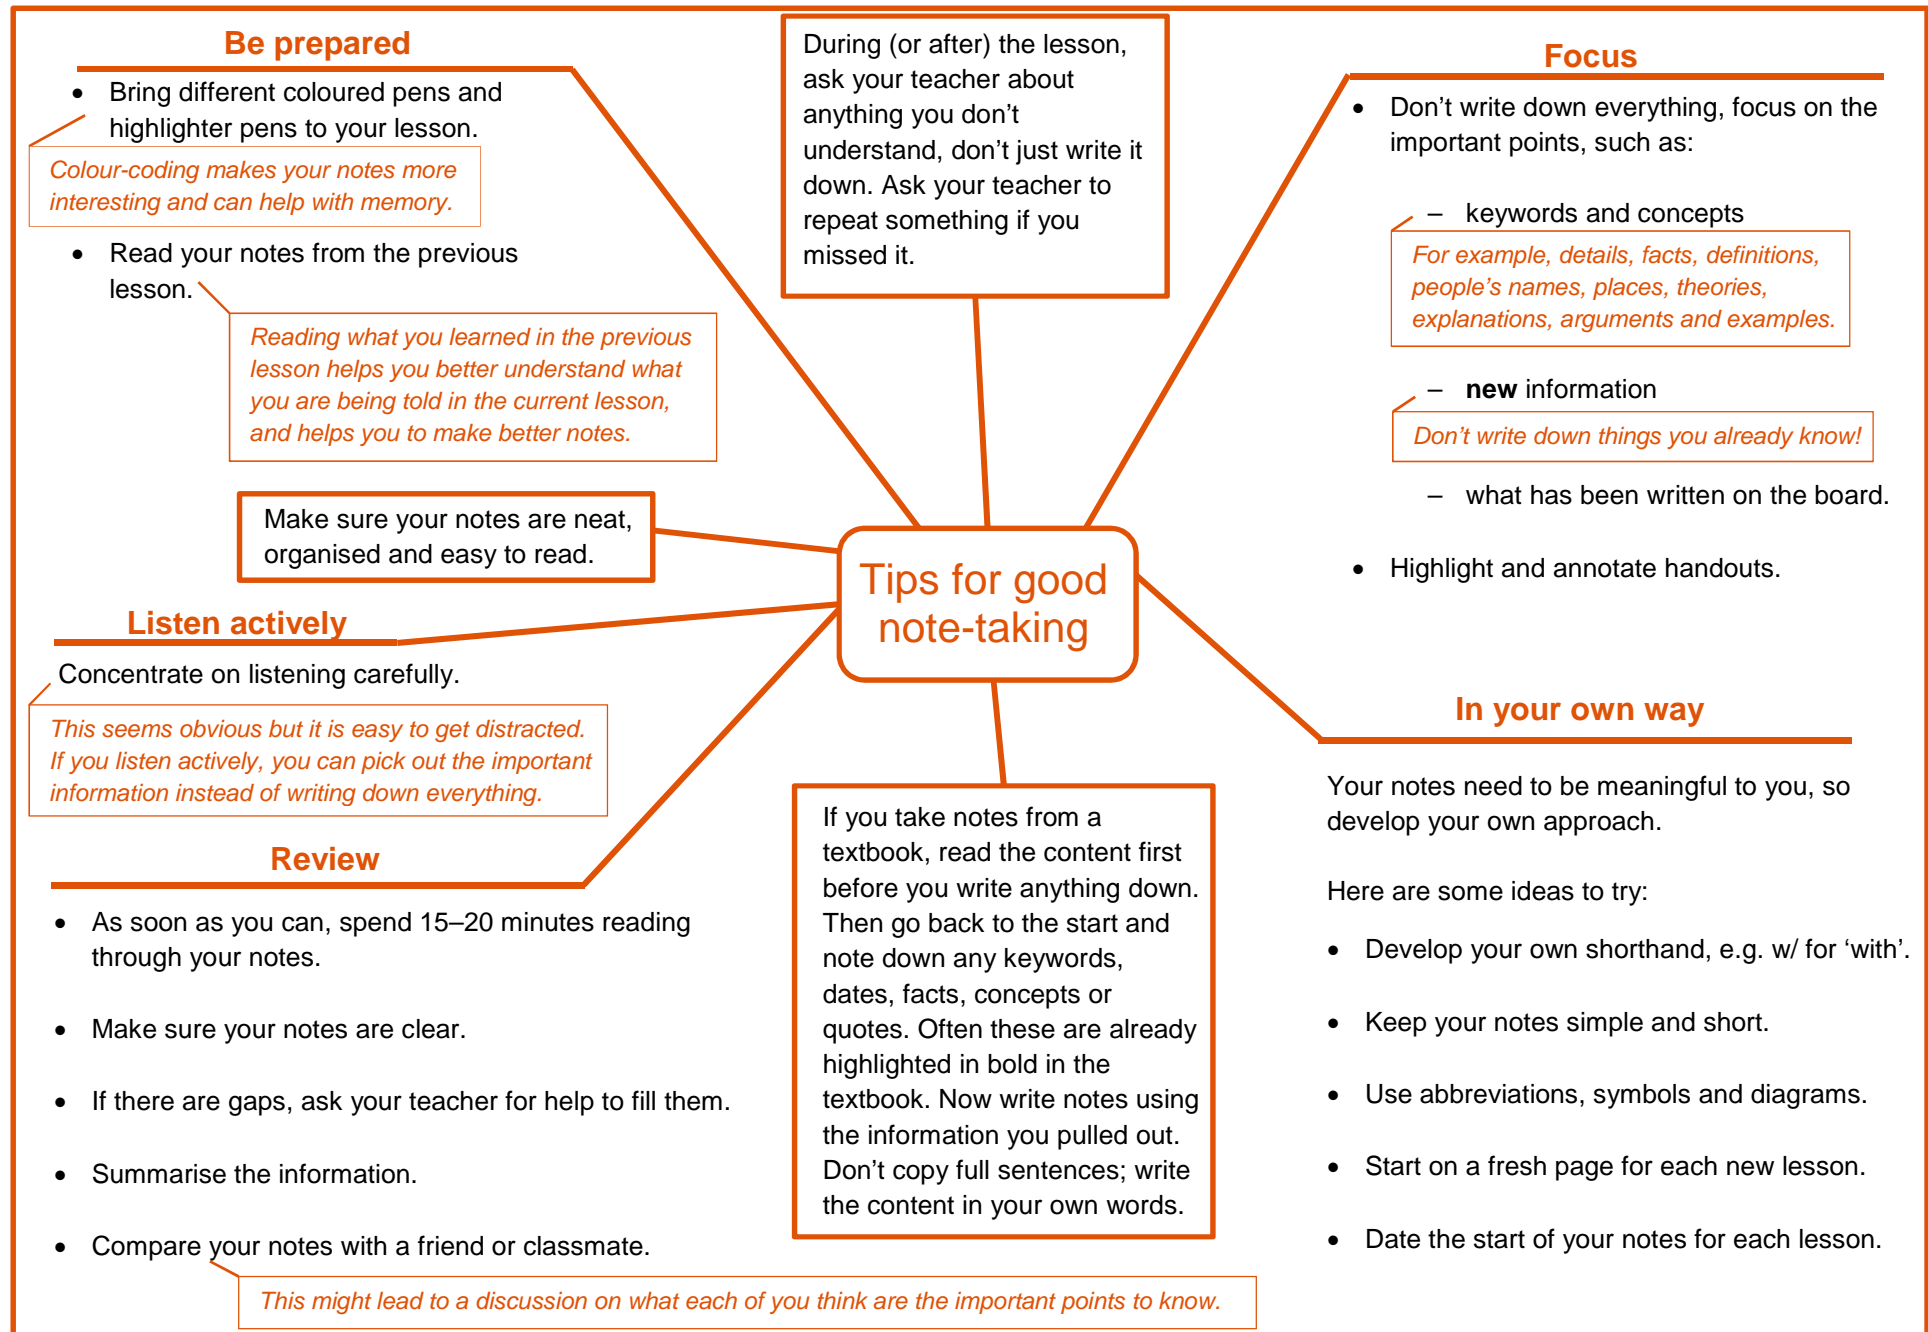 Be prepared
• Bring different coloured pens and
highlighter pens to your lesson.
Colour-coding makes your notes more
interesting and can help with memory.
• Read your notes from the previous
lesson.
Reading what you learned in the previous
lesson helps you better understand what
you are being told in the current lesson,
and helps you to make better notes.
During (or after) the lesson,
ask your teacher about
anything you don’t
understand, don’t just write it
down. Ask your teacher to
repeat something if you
missed it.
Focus
• Don’t write down everything, focus on the
important points, such as:
– keywords and concepts
For example, details, facts, definitions,
people’s names, places, theories,
explanations, arguments and examples.
– new information
Don’t write down things you already know!
– what has been written on the board.
• Highlight and annotate handouts.
Make sure your notes are neat,
organised and easy to read.
Tips for good
note-taking
Listen actively
Concentrate on listening carefully.
This seems obvious but it is easy to get distracted.
If you listen actively, you can pick out the important
information instead of writing down everything.
Review
• As soon as you can, spend 15–20 minutes reading
through your notes.
• Make sure your notes are clear.
• If there are gaps, ask your teacher for help to fill them.
• Summarise the information.
• Compare your notes with a friend or classmate.
This might lead to a discussion on what each of you think are the important points to know.
If you take notes from a
textbook, read the content first
before you write anything down.
Then go back to the start and
note down any keywords,
dates, facts, concepts or
quotes. Often these are already
highlighted in bold in the
textbook. Now write notes using
the information you pulled out.
Don’t copy full sentences; write
the content in your own words.
In your own way
Your notes need to be meaningful to you, so
develop your own approach.
Here are some ideas to try:
• Develop your own shorthand, e.g. w/ for ‘with’.
• Keep your notes simple and short.
• Use abbreviations, symbols and diagrams.
• Start on a fresh page for each new lesson.
• Date the start of your notes for each lesson.